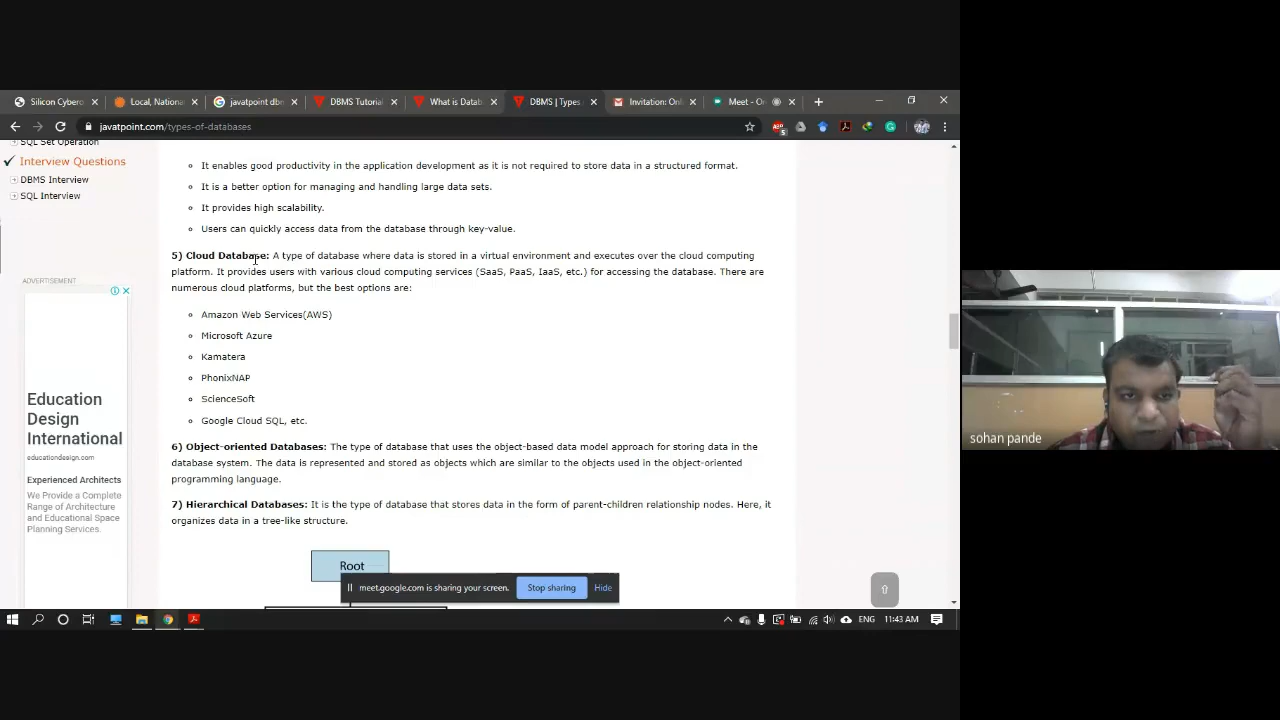 Silicon Cybero
Local, National
javatpoint dbm
DBMS Tutorial
What is Datab
DBMS | Types
Invitation: Onl
Meet - On
javatpoint.com/types-of-databases
SQL Set Operation
Interview Questions
DBMS Interview
SQL Interview
ADVERTISEMENT
Education
Design
International
educationdesign.com
Experienced Architects
We Provide a Complete
Range of Architecture
and Educational Space
Planning Services.
It enables good productivity in the application development as it is not required to store data in a structured format.
It is a better option for managing and handling large data sets.
It provides high scalability.
Users can quickly access data from the database through key-value.
5) Cloud Database: A type of database where data is stored in a virtual environment and executes over the cloud computing
platform. It provides users with various cloud computing services (SaaS, PaaS, IaaS, etc.) for accessing the database. There are
numerous cloud platforms, but the best options are:
Amazon Web Services(AWS)
Microsoft Azure
Kamatera
PhonixNAP
ScienceSoft
Google Cloud SQL, etc.
6) Object-oriented Databases: The type of database that uses the object-based data model approach for storing data in the
database system. The data is represented and stored as objects which are similar to the objects used in the object-oriented
programming language.
7) Hierarchical Databases: It is the type of database that stores data in the form of parent-children relationship nodes. Here, it
organizes data in a tree-like structure.
Root
meet.google.com is sharing your screen.
Stop sharing
Hide
ENG
11:43 AM
sohan pande